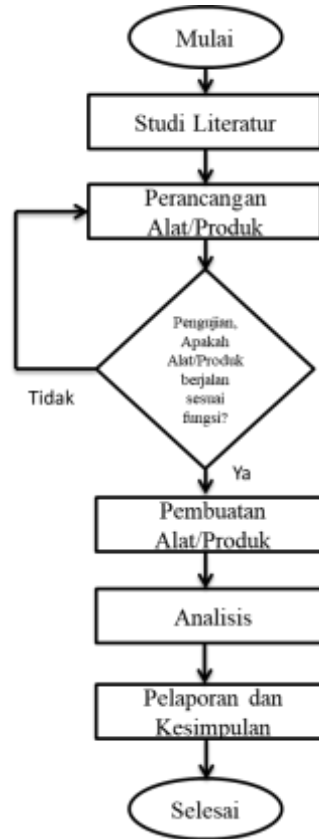 Mulai
Studi Literatur
Perancangan
Alat/Produk
Pengujian,
Apakah
Alat/Produk
berjalan
sesuai
fungsi?
Tidak
Ya
Pembuatan
Alat/Produk
Analisis
Pelaporan dan
Kesimpulan
Selesai